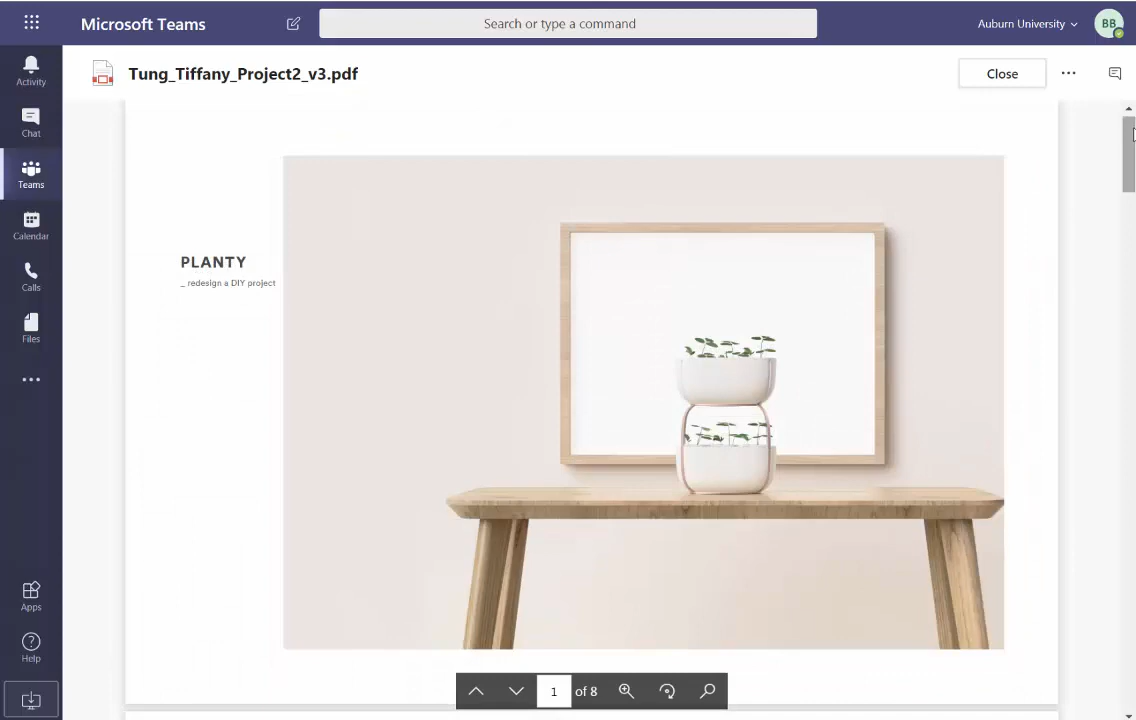 Microsoft Teams
Search or type a command
Auburn University
BB
Activity
Chat
Teams
Calendar
Calls
Files
Apps
Help
Tung_Tiffany_Project2_v3.pdf
Close
PLANTY
_ redesign a DIY project
1 of 8